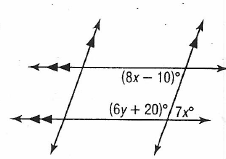 (8x – 10)°
(6y + 20)° 7x°